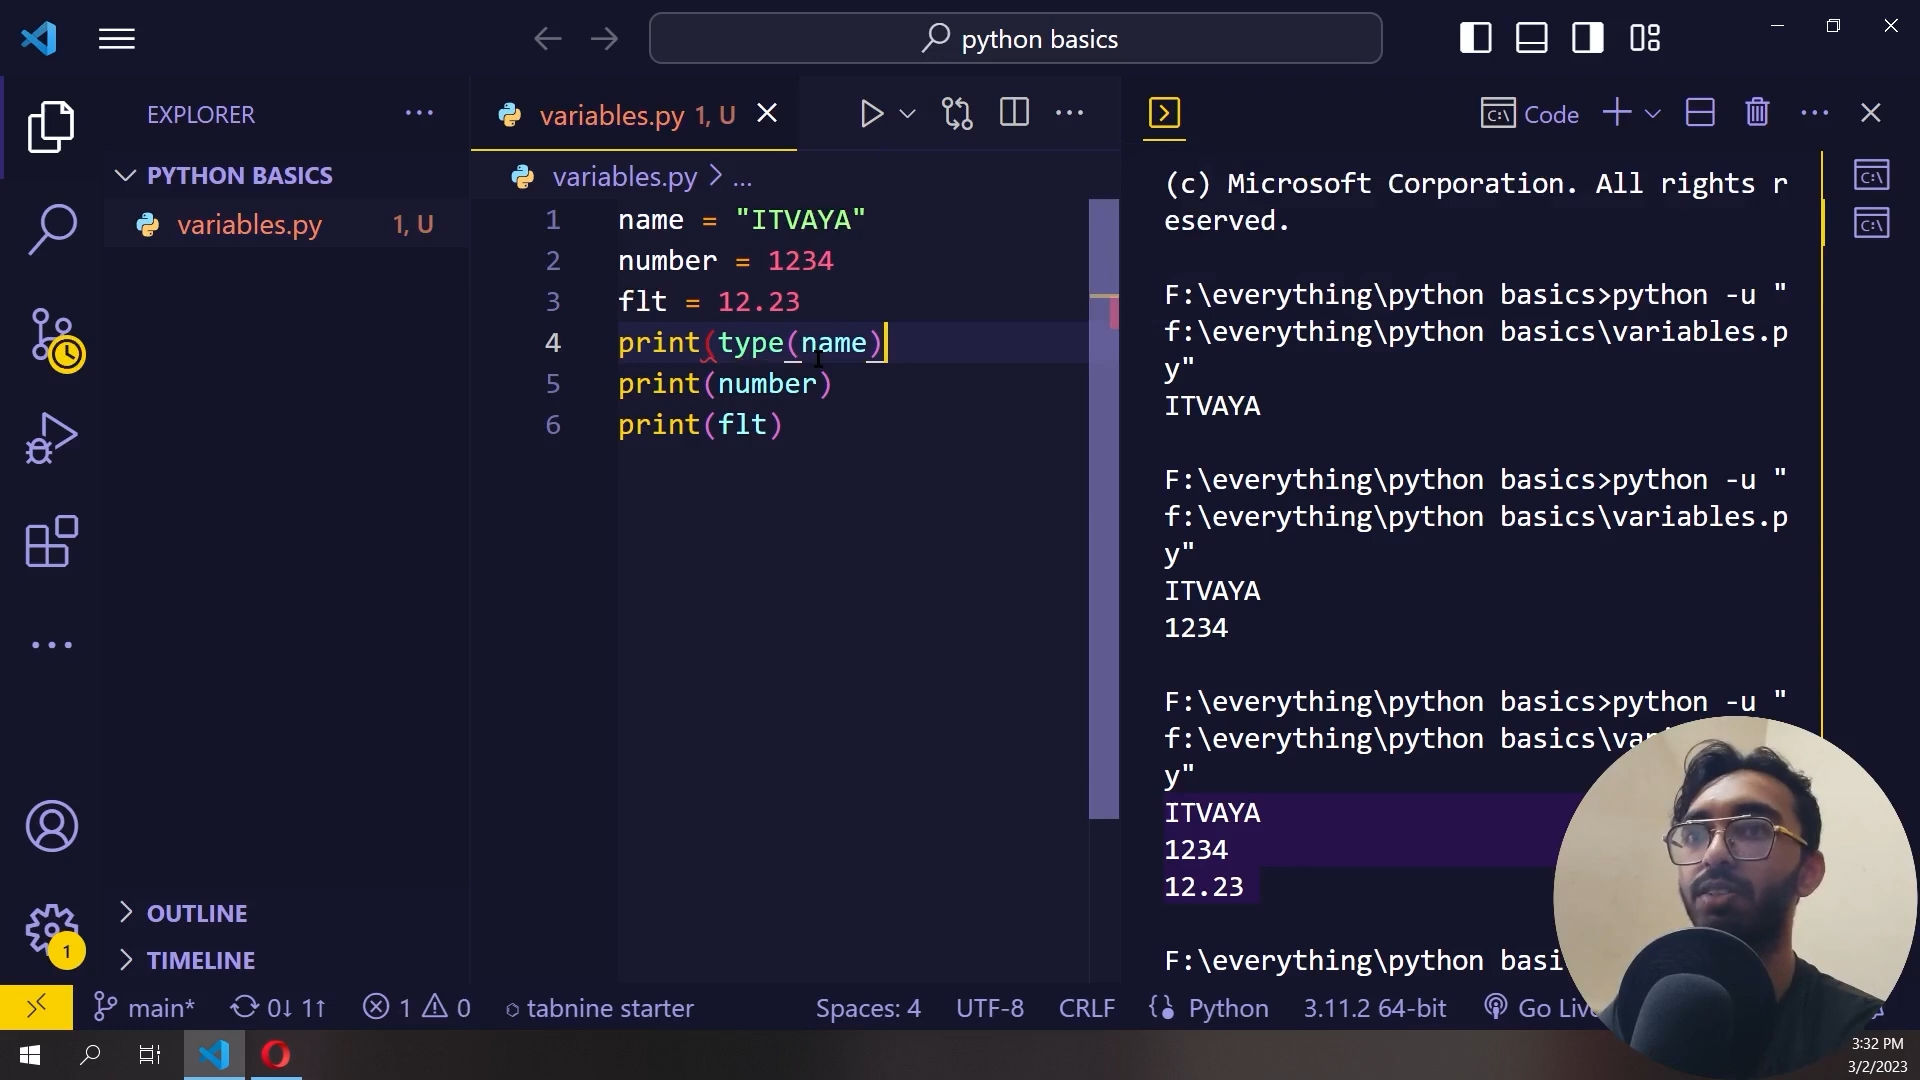 python basics
EXPLORER
PYTHON BASICS
variables.py 1, U
OUTLINE
TIMELINE
variables.py 1, U
variables.py > ...
1 name = "ITVAYA"
2 number = 1234
3 flt = 12.23
4 print(type(name)
5 print(number)
6 print(flt)
Code
(c) Microsoft Corporation. All rights r
eserved.
F:\everything\python basics>python -u "
f:\everything\python basics\variables.p
y"
ITVAYA
F:\everything\python basics>python -u "
f:\everything\python basics\variables.p
y"
ITVAYA
1234
F:\everything\python basics>python -u "
f:\everything\python basics\var
y"
ITVAYA
1234
12.23
F:\everything\python basi
1
main* 0↓ 1↑ 1 0 tabnine starter Spaces: 4 UTF-8 CRLF Python 3.11.2 64-bit Go Liv
3:32 PM
3/2/2023